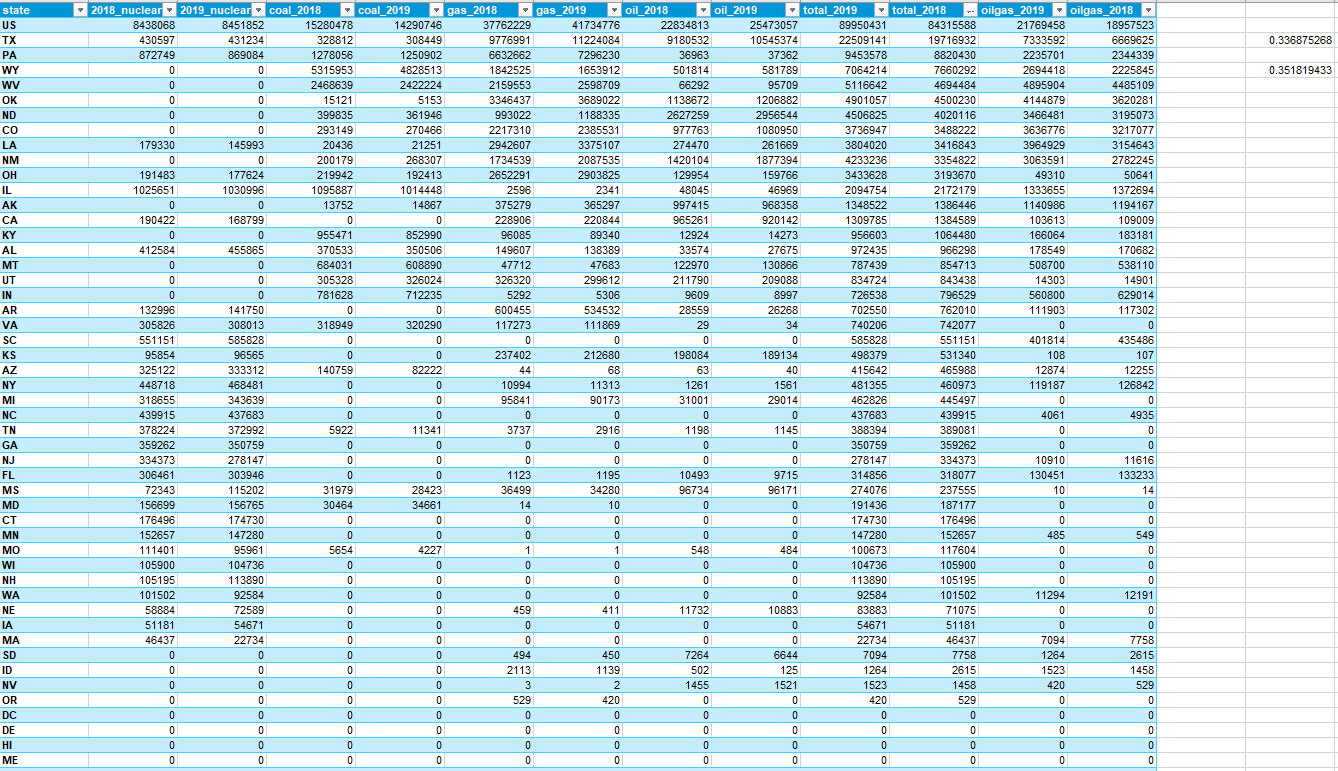 state 2018_nuclear 2019_nuclear coal_2018 coal_2019 gas_2018 gas_2019 oil_2018 oil_2019 total_2019 total_2018 oilgas_2019 oilgas_2018
US 8438068 8451852 15280478 14290746 37762229 41734776 22834813 25473057 89950431 84315588 21769458 18957523
TX 430597 431234 328812 308449 9776991 11224084 9180532 10545374 22509141 19716932 7333592 6669625 0.336875268
PA 872749 869084 1278056 1250902 6632662 7296230 36963 37362 9453578 8820430 2235701 2344339
WY 0 0 5315953 4828513 1842525 1653912 501814 581789 7064214 7660292 2694418 2225845 0.351819433
WV 0 0 2468639 2422224 2159553 2598709 66292 95709 5116642 4694484 4895904 4485109
OK 0 0 15121 5153 3346437 3689022 1138672 1206882 4901057 4500230 4144879 3620281
ND 0 0 399835 361946 993022 1188335 2627259 2956544 4506825 4020116 3466481 3195073
CO 0 0 293149 270466 2217310 2385531 977763 1080950 3736947 3488222 3636776 3217077
LA 179330 145993 20436 21251 2942607 3375107 274470 261669 3804020 3416843 3964929 3154643
NM 0 0 200179 268307 1734539 2087535 1420104 1877394 4233236 3354822 3063591 2782245
OH 191483 177624 219942 192413 2652291 2903825 129954 159766 3433628 3193670 49310 50641
IL 1025651 1030996 1095887 1014448 2596 2341 48045 46969 2094754 2172179 1333655 1372694
AK 0 0 13752 14867 375279 365297 997415 968358 1348522 1386446 1140986 1194167
CA 190422 168799 0 0 228906 220844 965261 920142 1309785 1384589 103613 109009
KY 0 0 955471 852990 96085 89340 12924 14273 956603 1064480 166064 183181
AL 412584 455865 370533 350506 149607 138389 33574 27675 972435 966298 178549 170682
MT 0 0 684031 608890 47712 47683 122970 130866 787439 854713 508700 538110
UT 0 0 305328 326024 326320 299612 211790 209088 834724 843438 14303 14901
IN 0 0 781628 712235 5292 5306 9609 8997 726538 796529 560800 629014
AR 132996 141750 0 0 600455 534532 28559 26268 702550 762010 111903 117302
VA 305826 308013 318949 320290 117273 111869 29 34 740206 742077 0 0
SC 551151 585828 0 0 0 0 0 0 585828 551151 401814 435486
KS 95854 96565 0 0 237402 212680 198084 189134 498379 531340 108 107
AZ 325122 333312 140759 82222 44 68 63 40 415642 465988 12874 12255
NY 448718 468481 0 0 10994 11313 1261 1561 481355 460973 119187 126842
MI 318655 343639 0 0 95841 90173 31001 29014 462826 445497 0 0
NC 439915 437683 0 0 0 0 0 0 437683 439915 4061 4935
TN 378224 372992 5922 11341 3737 2916 1198 1145 388394 389081 0 0
GA 359262 350759 0 0 0 0 0 0 350759 359262 0 0
NJ 334373 278147 0 0 0 0 0 0 278147 334373 10910 11616
FL 306461 303946 0 0 1123 1195 10493 9715 314856 318077 130451 133233
MS 72343 115202 31979 28423 36499 34280 96734 96171 274076 237555 10 14
MD 156699 156765 30464 34661 14 10 0 0 191436 187177 0 0
CT 176496 174730 0 0 0 0 0 0 174730 176496 0 0
MN 152657 147280 0 0 0 0 0 0 147280 152657 485 549
MO 111401 95961 5654 4227 1 1 548 484 100673 117604 0 0
WI 105900 104736 0 0 0 0 0 0 104736 105900 0 0
NH 105195 113890 0 0 0 0 0 0 113890 105195 0 0
WA 101502 92584 0 0 0 0 0 0 92584 101502 11294 12191
NE 58884 72589 0 0 459 411 11732 10883 83883 71075 0 0
IA 51181 54671 0 0 0 0 0 0 54671 51181 0 0
MA 46437 22734 0 0 0 0 0 0 22734 46437 7094 7758
SD 0 0 0 0 494 450 7264 6644 7094 7758 1264 2615
ID 0 0 0 0 2113 1139 502 125 1264 2615 1523 1458
NV 0 0 0 0 3 2 1455 1521 1523 1458 420 529
OR 0 0 0 0 529 420 0 0 420 529 0 0
DC 0 0 0 0 0 0 0 0 0 0 0 0
DE 0 0 0 0 0 0 0 0 0 0 0 0
HI 0 0 0 0 0 0 0 0 0 0 0 0
ME 0 0 0 0 0 0 0 0 0 0 0 0